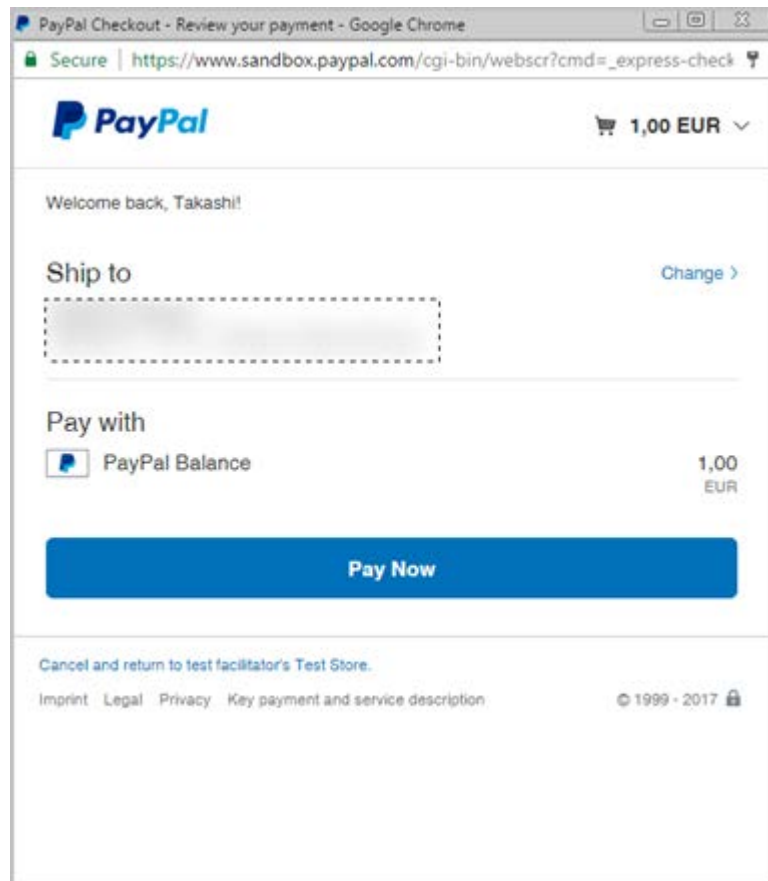 PayPal Checkout - Review your payment - Google Chrome
Secure | https://www.sandbox.paypal.com/cgi-bin/webscr?cmd=_express-check
PayPal 1,00 EUR
Welcome back, Takashi!
Ship to Change >
Pay with
PayPal Balance 1,00
EUR
Pay Now
Cancel and return to test facilitator's Test Store.
Imprint Legal Privacy Key payment and service description © 1999 - 2017